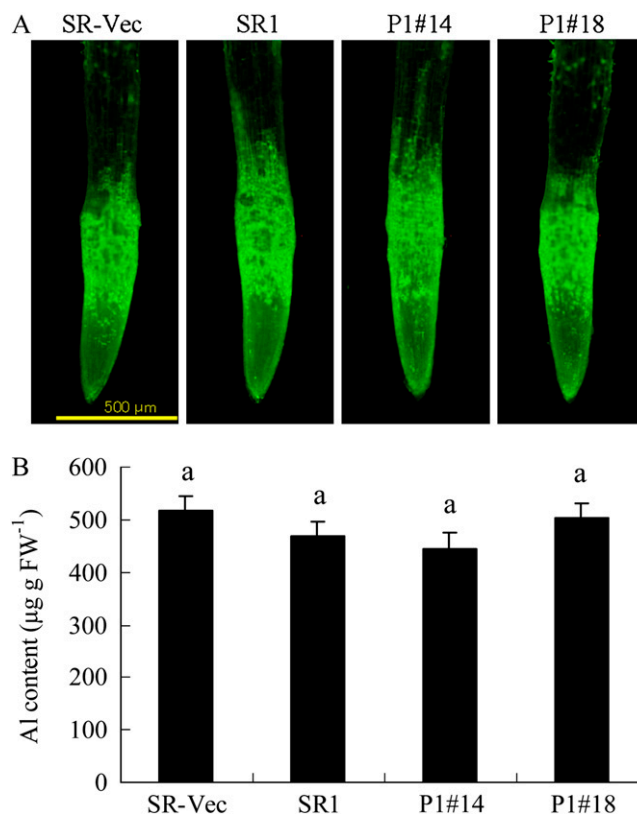 A
SR-Vec SR1 P1#14 P1#18
500 µm
B
600
500
400
300
200
100
0
Al content (µg g FW⁻¹)
a a a a
SR-Vec SR1 P1#14 P1#18